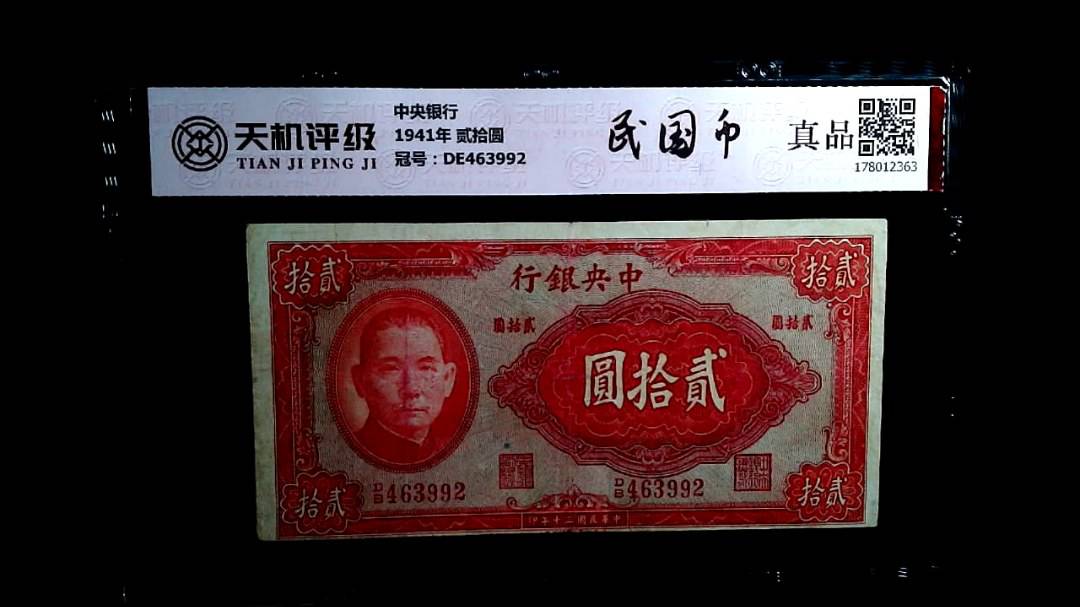 天机评级
TIAN JI PING JI
中央银行
1941年 贰拾圆
冠号：DE463992
民国币
真品
178012363
貳拾
貳拾
中央銀行
貳拾圓
貳拾圓
貳拾圓
D/B 463992
D/B 463992
貳拾
貳拾
中華民國三十年印